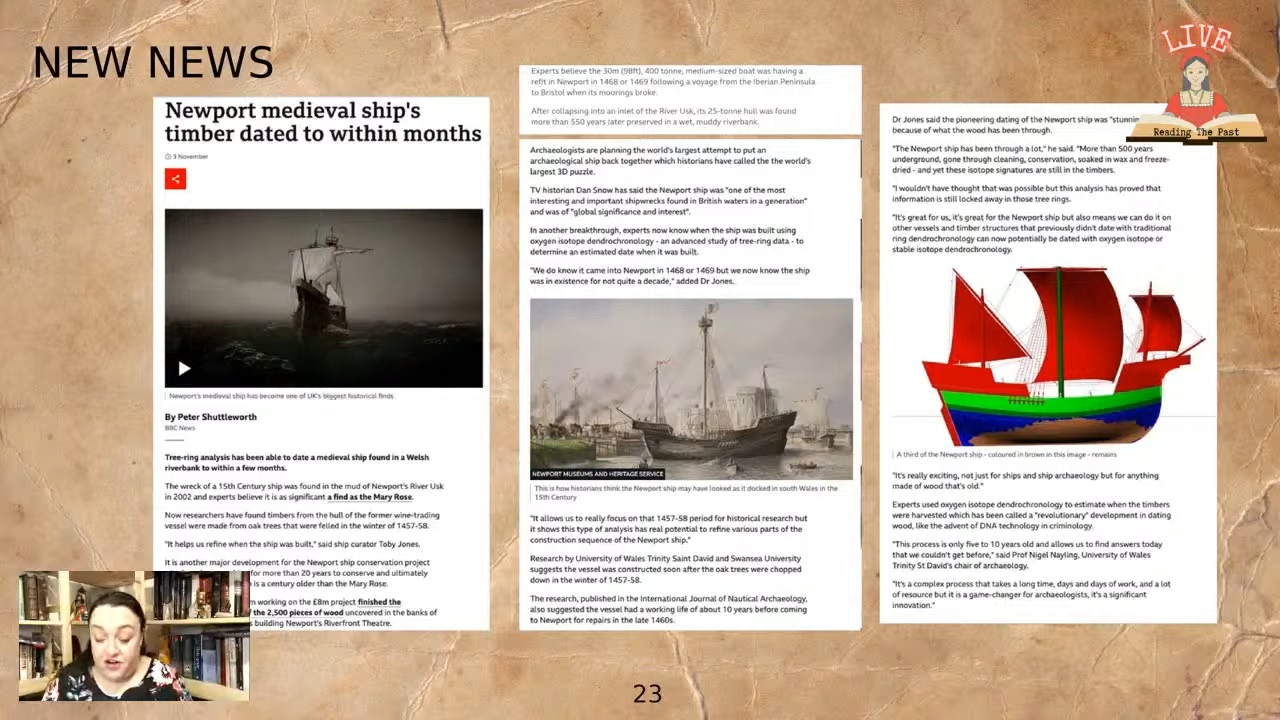 NEW NEWS
LIVE
Reading The Past
Newport medieval ship's
timber dated to within months
3 November
Newport's medieval ship has become one of UK's biggest historical finds
By Peter Shuttleworth
BBC News
Tree-ring analysis has been able to date a medieval ship found in a Welsh
riverbank to within a few months.
The wreck of a 15th Century ship was found in the mud of Newport's River Usk
in 2002 and experts believe it is as significant a find as the Mary Rose.
Now researchers have found timbers from the hull of the former wine-trading
vessel were made from oak trees that were felled in the winter of 1457-58.
"It helps us refine when the ship was built," said ship curator Toby Jones.
It is another major development for the Newport ship conservation project
for more than 20 years to conserve and ultimately
is a century older than the Mary Rose.
working on the £8m project finished the
the 2,500 pieces of wood uncovered in the banks of
building Newport's Riverfront Theatre.
Experts believe the 30m (98ft), 400 tonne, medium-sized boat was having a
refit in Newport in 1468 or 1469 following a voyage from the Iberian Peninsula
to Bristol when its moorings broke.
After collapsing into an inlet of the River Usk, its 25-tonne hull was found
more than 550 years later preserved in a wet, muddy riverbank.
Archaeologists are planning the world's largest attempt to put an
archaeological ship back together which historians have called the the world's
largest 3D puzzle.
TV historian Dan Snow has said the Newport ship was "one of the most
interesting and important shipwrecks found in British waters in a generation"
and was of "global significance and interest".
In another breakthrough, experts now know when the ship was built using
oxygen isotope dendrochronology - an advanced study of tree-ring data - to
determine an estimated date when it was built.
"We do know it came into Newport in 1468 or 1469 but we now know the ship
was in existence for not quite a decade," added Dr Jones.
NEWPORT MUSEUMS AND HERITAGE SERVICE
This is how historians think the Newport ship may have looked as it docked in south Wales in the
15th Century
"It allows us to really focus on that 1457-58 period for historical research but
it shows this type of analysis has real potential to refine various parts of the
construction sequence of the Newport ship."
Research by University of Wales Trinity Saint David and Swansea University
suggests the vessel was constructed soon after the oak trees were chopped
down in the winter of 1457-58.
The research, published in the International Journal of Nautical Archaeology,
also suggested the vessel had a working life of about 10 years before coming
to Newport for repairs in the late 1460s.
Dr Jones said the pioneering dating of the Newport ship was
because of what the wood has been through.
"The Newport ship has been through a lot," he said. "More than 500 years
underground, gone through cleaning, conservation, soaked in wax and freeze-
dried - and yet these isotope signatures are still in the timbers.
"I wouldn't have thought that was possible but this analysis has proved that
information is still locked away in those tree rings.
"It's great for us, it's great for the Newport ship but also means we can do it on
other vessels and timber structures that previously didn't date with traditional
ring dendrochronology can now potentially be dated with oxygen isotope or
stable isotope dendrochronology.
A third of the Newport ship - coloured in brown in this image - remains
"It's really exciting, not just for ships and ship archaeology but for anything
made of wood that's old."
Experts used oxygen isotope dendrochronology to estimate when the timbers
were harvested which has been called a "revolutionary" development in dating
wood, like the advent of DNA technology in criminology.
"This process is only five to 10 years old and allows us to find answers today
that we couldn't get before," said Prof Nigel Nayling, University of Wales
Trinity St David's chair of archaeology.
"It's a complex process that takes a long time, days and days of work, and a lot
of resource but it is a game-changer for archaeologists, it's a significant
innovation."
23